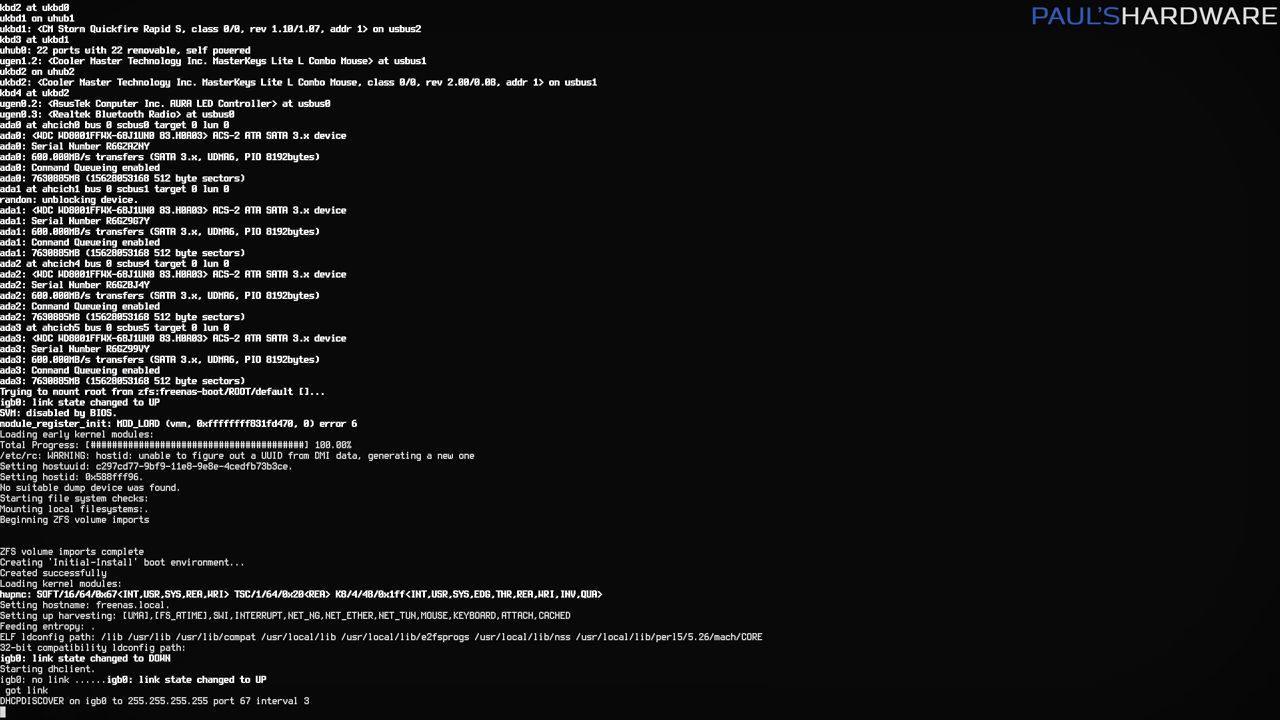 PAUL'SHARDWARE
kbd2 at ukbd0
ukbd1 on uhub1
ukbd1: <CM Storm Quickfire Rapid S, class 0/0, rev 1.10/1.07, addr 1> on usbus2
kbd3 at ukbd1
uhub0: 22 ports with 22 removable, self powered
ugen1.2: <Cooler Master Technology Inc. MasterKeys Lite L Combo Mouse> at usbus1
ukbd2 on uhub2
ukbd2: <Cooler Master Technology Inc. MasterKeys Lite L Combo Mouse, class 0/0, rev 2.00/0.08, addr 1> on usbus1
kbd4 at ukbd2
ugen0.2: <AsusTek Computer Inc. AURA LED Controller> at usbus0
ugen0.3: <Realtek Bluetooth Radio> at usbus0
ada0 at ahcich0 bus 0 scbus0 target 0 lun 0
ada0: <WDC WD8001FFWX-68J1UN0 83.H0A03> ACS-2 ATA SATA 3.x device
ada0: Serial Number R6GZAZNY
ada0: 600.000MB/s transfers (SATA 3.x, UDMA6, PIO 8192bytes)
ada0: Command Queueing enabled
ada0: 7630885MB (15628053168 512 byte sectors)
ada1 at ahcich1 bus 0 scbus1 target 0 lun 0
random: unblocking device.
ada1: <WDC WD8001FFWX-68J1UN0 83.H0A03> ACS-2 ATA SATA 3.x device
ada1: Serial Number R6GZ9G7Y
ada1: 600.000MB/s transfers (SATA 3.x, UDMA6, PIO 8192bytes)
ada1: Command Queueing enabled
ada1: 7630885MB (15628053168 512 byte sectors)
ada2 at ahcich4 bus 0 scbus4 target 0 lun 0
ada2: <WDC WD8001FFWX-68J1UN0 83.H0A03> ACS-2 ATA SATA 3.x device
ada2: Serial Number R6GZBJ4Y
ada2: 600.000MB/s transfers (SATA 3.x, UDMA6, PIO 8192bytes)
ada2: Command Queueing enabled
ada2: 7630885MB (15628053168 512 byte sectors)
ada3 at ahcich5 bus 0 scbus5 target 0 lun 0
ada3: <WDC WD8001FFWX-68J1UN0 83.H0A03> ACS-2 ATA SATA 3.x device
ada3: Serial Number R6GZ99VY
ada3: 600.000MB/s transfers (SATA 3.x, UDMA6, PIO 8192bytes)
ada3: Command Queueing enabled
ada3: 7630885MB (15628053168 512 byte sectors)
Trying to mount root from zfs:freenas-boot/ROOT/default []...
igb0: link state changed to UP
SVM: disabled by BIOS.
module_register_init: MOD_LOAD (vmm, 0xffffffff831fd470, 0) error 6
Loading early kernel modules:
Total Progress: [########################################] 100.00%
/etc/rc: WARNING: hostid: unable to figure out a UUID from DMI data, generating a new one
Setting hostuuid: c297cd77-9bf9-11e8-9e8e-4cedfb73b3ce.
Setting hostid: 0x588fff96.
No suitable dump device was found.
Starting file system checks:
Mounting local filesystems:.
Beginning ZFS volume imports
ZFS volume imports complete
Creating 'Initial-Install' boot environment...
Created successfully
Loading kernel modules:
hwpmc: SOFT/16/64/0x67<INT,USR,SYS,REA,WRI> TSC/1/64/0x20<REA> K8/4/48/0x1ff<INT,USR,SYS,EDG,THR,REA,WRI,INV,QUA>
Setting hostname: freenas.local.
Setting up harvesting: [UMA],[FS_ATIME],SWI,INTERRUPT,NET_NG,NET_ETHER,NET_TUN,MOUSE,KEYBOARD,ATTACH,CACHED
Feeding entropy: .
ELF ldconfig path: /lib /usr/lib /usr/lib/compat /usr/local/lib /usr/local/lib/e2fsprogs /usr/local/lib/nss /usr/local/lib/perl5/5.26/mach/CORE
32-bit compatibility ldconfig path:
igb0: link state changed to DOWN
Starting dhclient.
igb0: no link ......igb0: link state changed to UP
got link
DHCPDISCOVER on igb0 to 255.255.255.255 port 67 interval 3